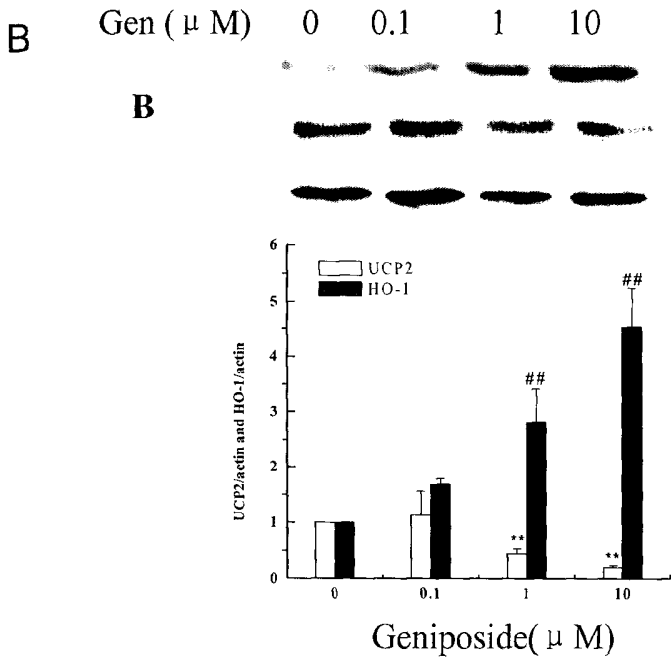 B
Gen ( μ M) 0 0.1 1 10
B
6
5
4
3
2
1
0
UCP2/actin and HO-1/actin
UCP2
HO-1
##
##
**
**
0 0.1 1 10
Geniposide( μ M)